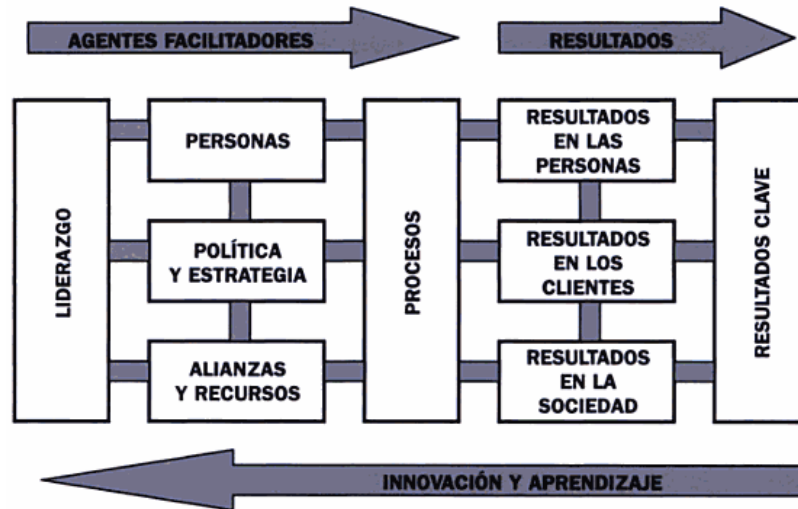 AGENTES FACILITADORES
RESULTADOS
LIDERAZGO
PERSONAS
POLÍTICA
Y ESTRATEGIA
ALIANZAS
Y RECURSOS
PROCESOS
RESULTADOS
EN LAS
PERSONAS
RESULTADOS
EN LOS
CLIENTES
RESULTADOS
EN LA
SOCIEDAD
RESULTADOS CLAVE
INNOVACIÓN Y APRENDIZAJE